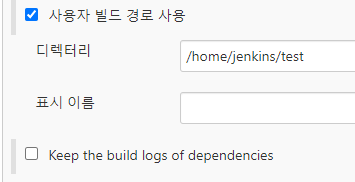 사용자 빌드 경로 사용
디렉터리
/home/jenkins/test
표시 이름
Keep the build logs of dependencies